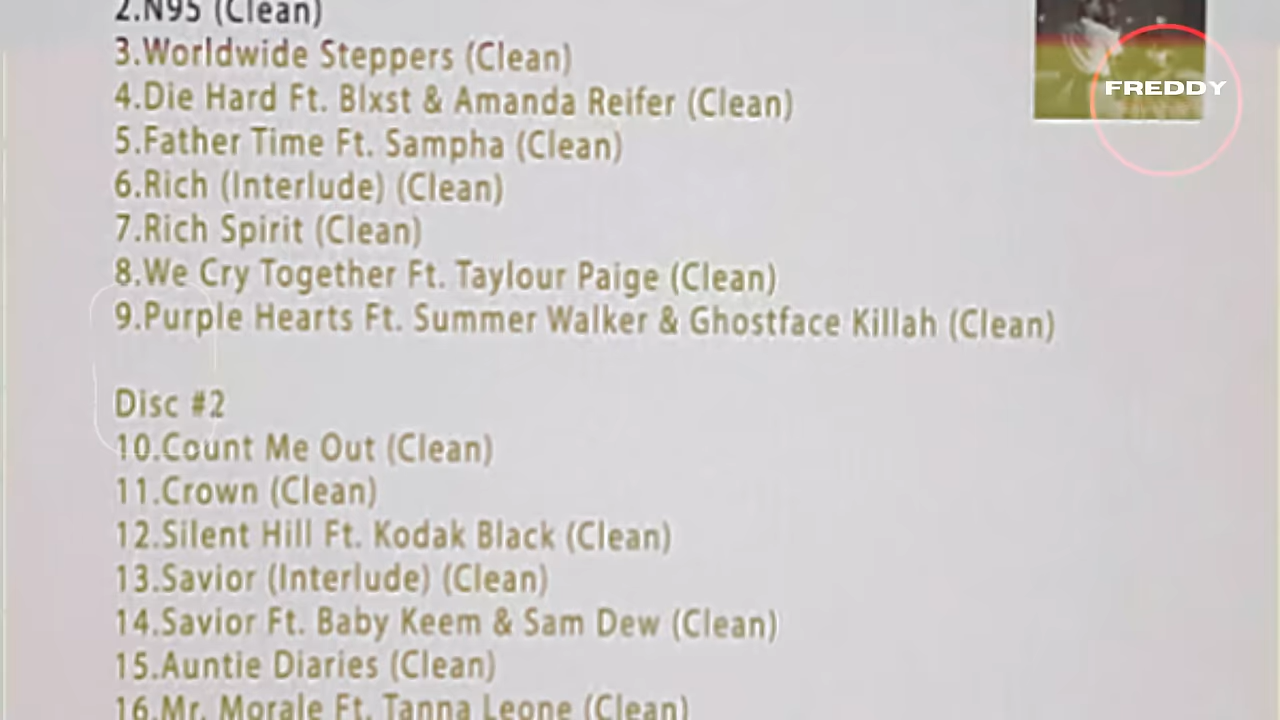 2.N95 (Clean)
3.Worldwide Steppers (Clean)
4.Die Hard Ft. Blxst & Amanda Reifer (Clean)
5.Father Time Ft. Sampha (Clean)
6.Rich (Interlude) (Clean)
7.Rich Spirit (Clean)
8.We Cry Together Ft. Taylour Paige (Clean)
9.Purple Hearts Ft. Summer Walker & Ghostface Killah (Clean)
FREDDY
Disc #2
10.Count Me Out (Clean)
11.Crown (Clean)
12.Silent Hill Ft. Kodak Black (Clean)
13.Savior (Interlude) (Clean)
14.Savior Ft. Baby Keem & Sam Dew (Clean)
15.Auntie Diaries (Clean)
16.Mr. Morale Ft. Tanna Leone (Clean)